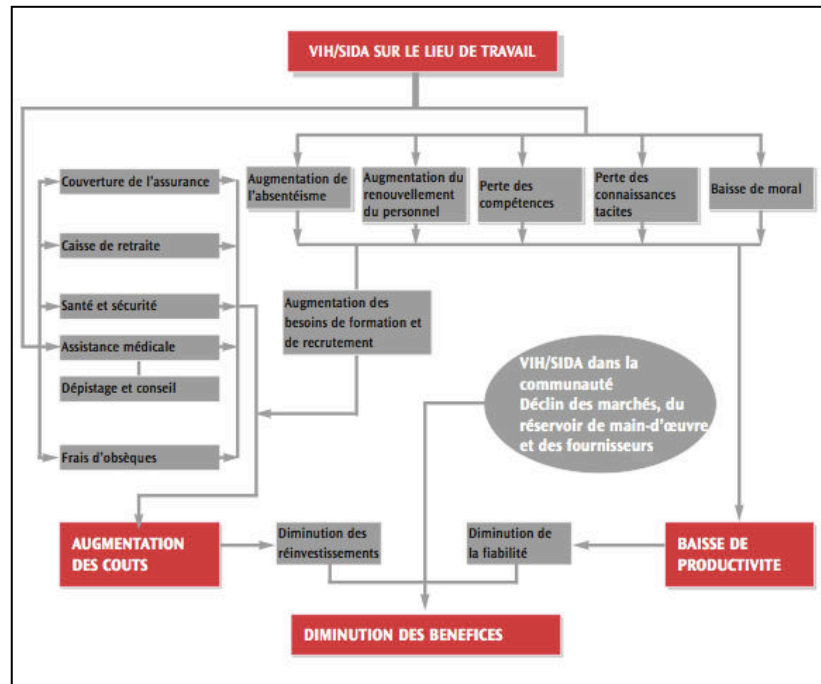 VIH/SIDA SUR LE LIEU DE TRAVAIL
Couverture de l'assurance
Caisse de retraite
Santé et sécurité
Assistance médicale
Dépistage et conseil
Frais d'obsèques
Augmentation de
l'absentéisme
Augmentation du
renouvellement
du personnel
Perte des
compétences
Perte des
connaissances
tacites
Baisse de moral
Augmentation des
besoins de formation et
de recrutement
VIH/SIDA dans la
communauté
Déclin des marchés, du
réservoir de main-d'œuvre
et des fournisseurs
AUGMENTATION
DES COUTS
Diminution des
réinvestissements
Diminution de
la fiabilité
BAISSE DE
PRODUCTIVITE
DIMINUTION DES BENEFICES